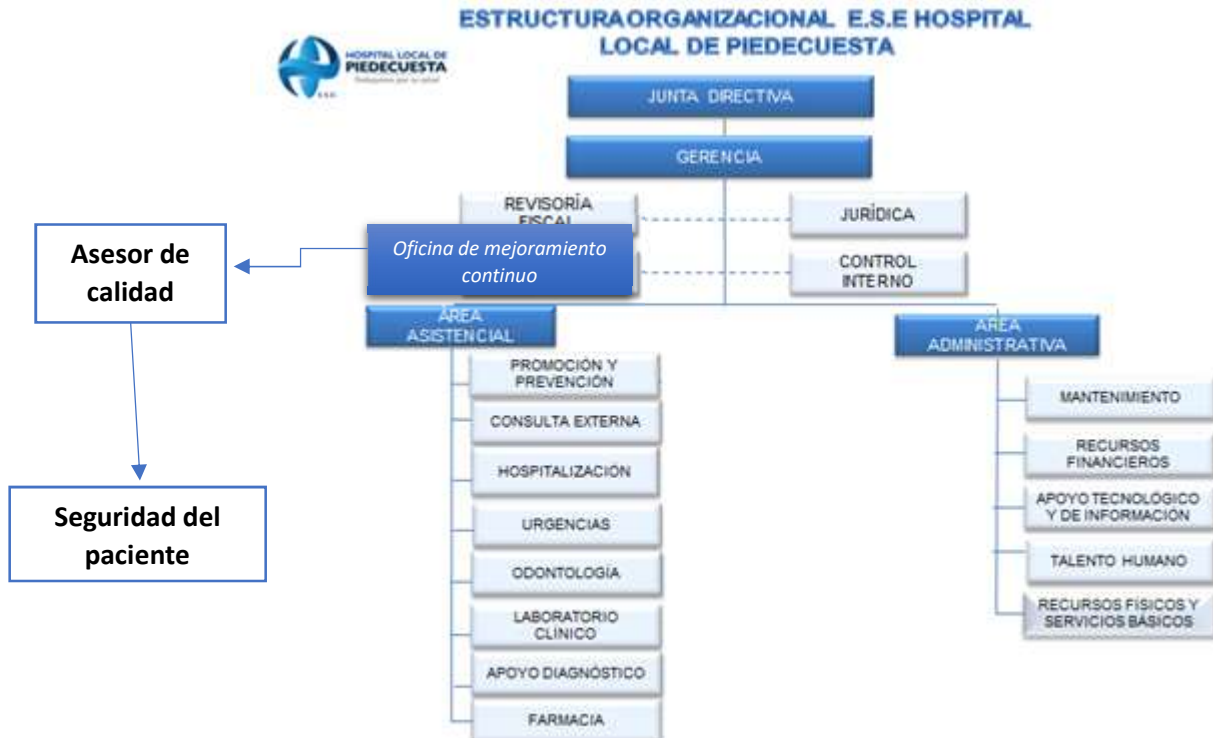 ESTRUCTURA ORGANIZACIONAL E.S.E HOSPITAL
LOCAL DE PIEDECUESTA
HOSPITAL LOCAL DE
PIEDECUESTA
E.S.E.
JUNTA DIRECTIVA
GERENCIA
REVISORÍA
FISCAL
JURÍDICA
Oficina de mejoramiento
continuo
CONTROL
INTERNO
Asesor de
calidad
Seguridad del
paciente
ÁREA
ASISTENCIAL
PROMOCIÓN Y
PREVENCIÓN
CONSULTA EXTERNA
HOSPITALIZACIÓN
URGENCIAS
ODONTOLOGÍA
LABORATORIO
CLÍNICO
APOYO DIAGNÓSTICO
FARMACIA
ÁREA
ADMINISTRATIVA
MANTENIMIENTO
RECURSOS
FINANCIEROS
APOYO TECNOLÓGICO
Y DE INFORMACIÓN
TALENTO HUMANO
RECURSOS FÍSICOS Y
SERVICIOS BÁSICOS